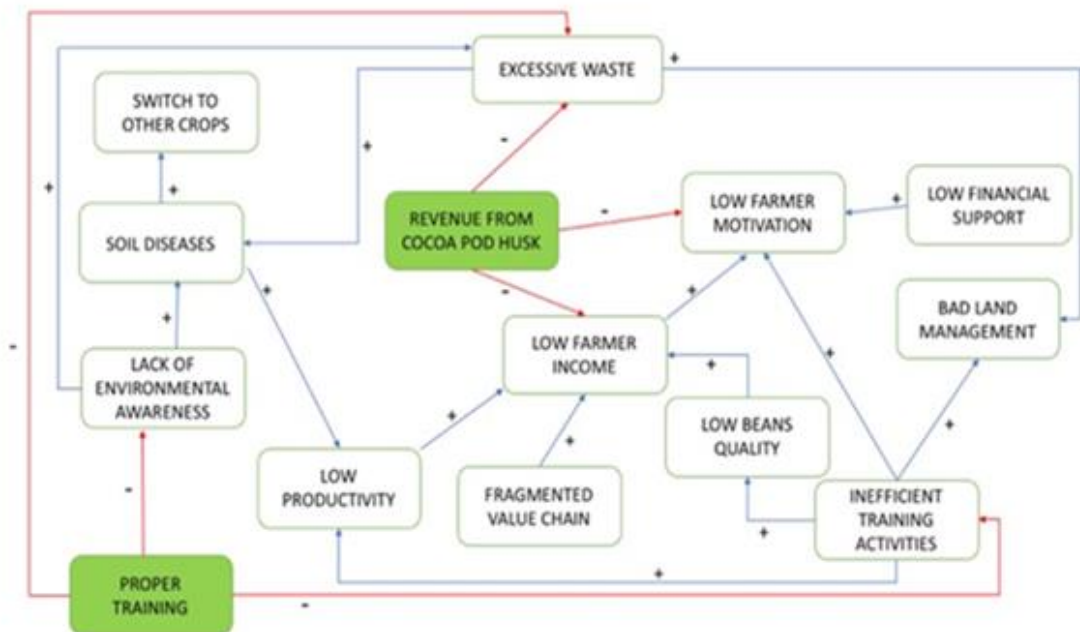 EXCESSIVE WASTE
+
SWITCH TO
OTHER CROPS
+
-
+
+
+
REVENUE FROM
COCOA POD HUSK
-
LOW FARMER
MOTIVATION
+
LOW FINANCIAL
SUPPORT
SOIL DISEASES
+
-
+
BAD LAND
MANAGEMENT
+
-
LOW FARMER
INCOME
+
+
LACK OF
ENVIRONMENTAL
AWARENESS
+
+
LOW BEANS
QUALITY
+
-
LOW
PRODUCTIVITY
FRAGMENTED
VALUE CHAIN
INEFFICIENT
TRAINING
ACTIVITIES
+
+
PROPER
TRAINING
-